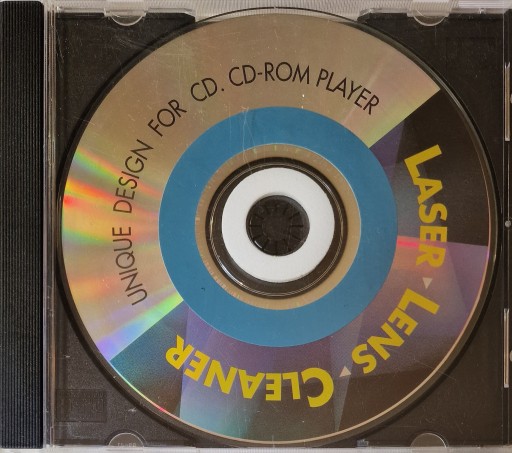 UNIQUE DESIGN FOR CD. CD-ROM PLAYER
LASER LENS CLEANER